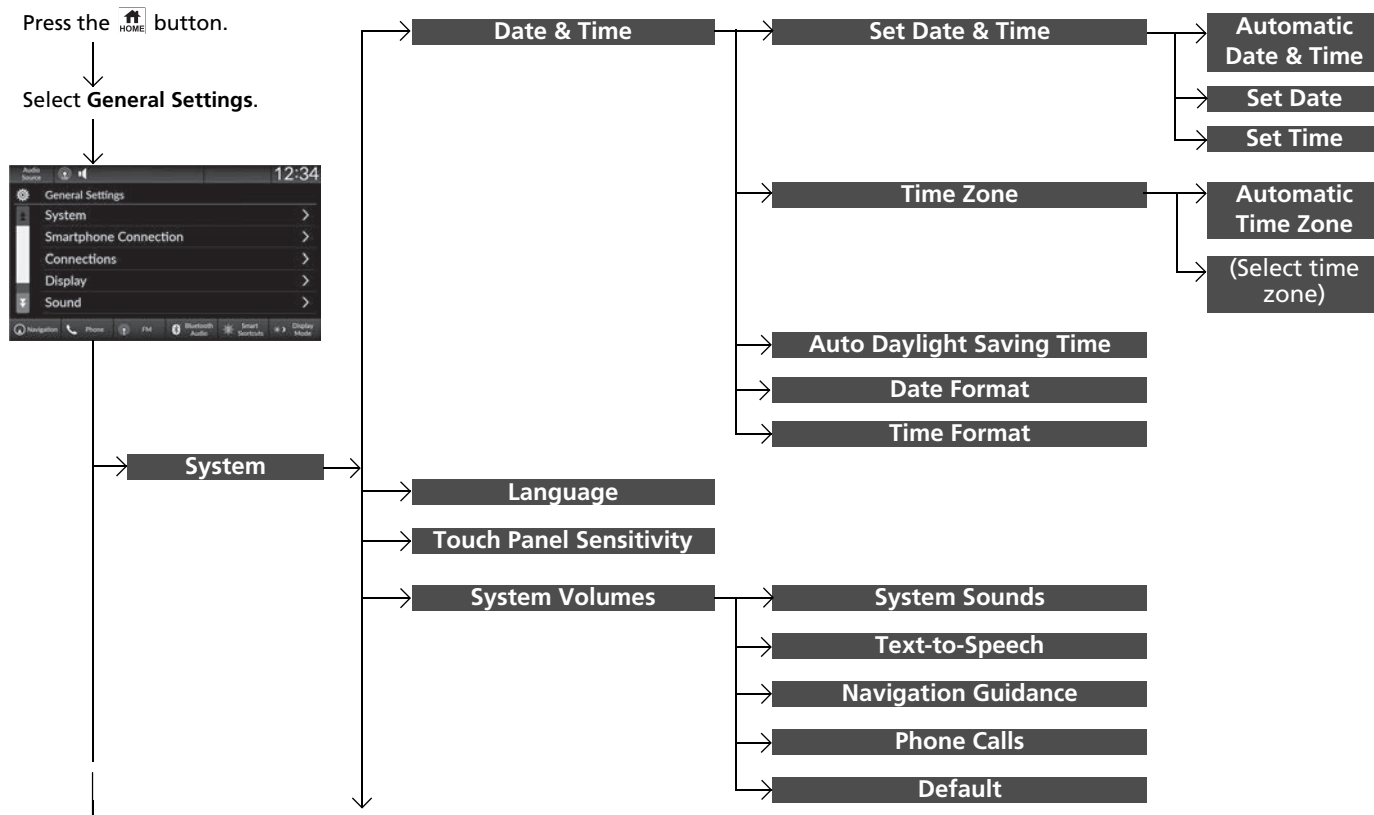 Press the HOME button.
Select General Settings.
Audio
Source
12:34
General Settings
System
Smartphone Connection
Connections
Display
Sound
Navigation
Phone
FM
Bluetooth
Audio
Smart
Shortcuts
Display
Mode
System
Date & Time
Set Date & Time
Automatic
Date & Time
Set Date
Set Time
Time Zone
Automatic
Time Zone
(Select time
zone)
Auto Daylight Saving Time
Date Format
Time Format
Language
Touch Panel Sensitivity
System Volumes
System Sounds
Text-to-Speech
Navigation Guidance
Phone Calls
Default